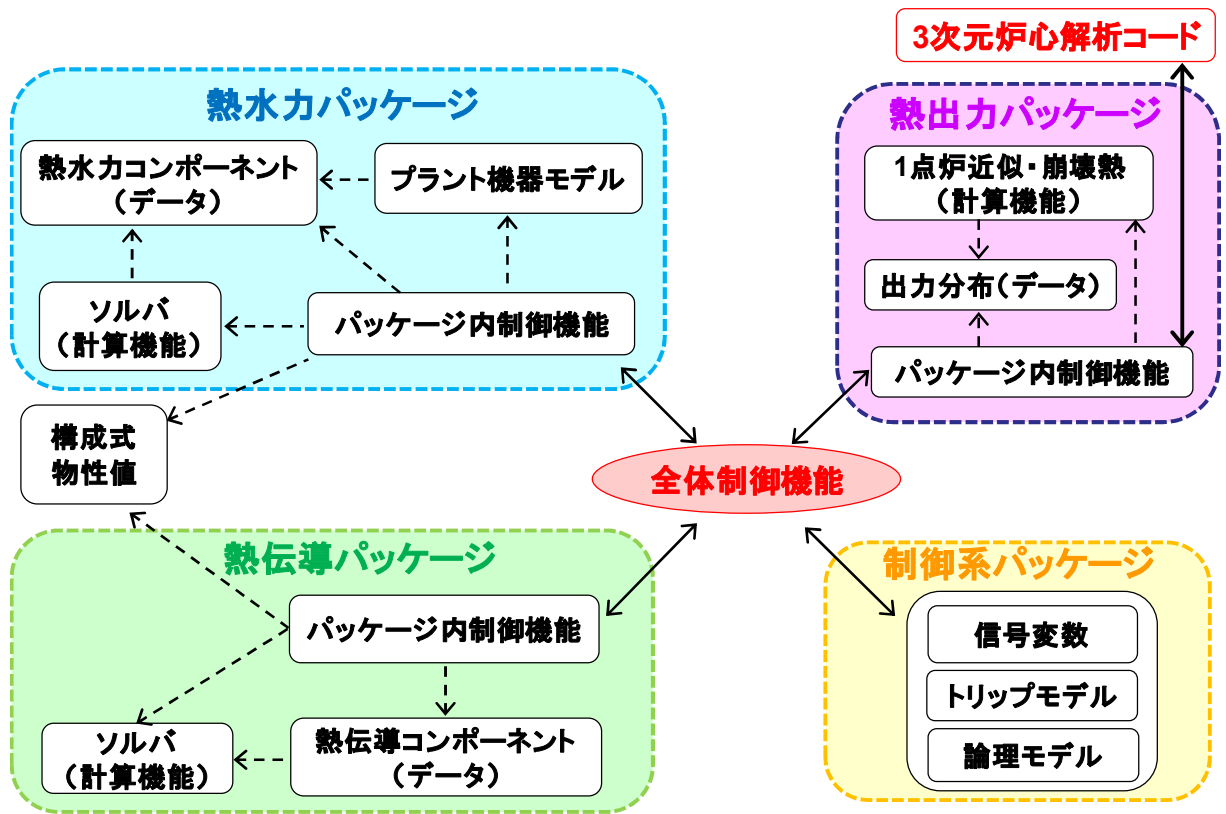 3次元炉心解析コード
熱水力パッケージ
熱水力コンポーネント
(データ)
プラント機器モデル
ソルバ
(計算機能)
パッケージ内制御機能
熱出力パッケージ
1点炉近似・崩壊熱
(計算機能)
出力分布(データ)
パッケージ内制御機能
構成式
物性値
全体制御機能
熱伝導パッケージ
パッケージ内制御機能
ソルバ
(計算機能)
熱伝導コンポーネント
(データ)
制御系パッケージ
信号変数
トリップモデル
論理モデル